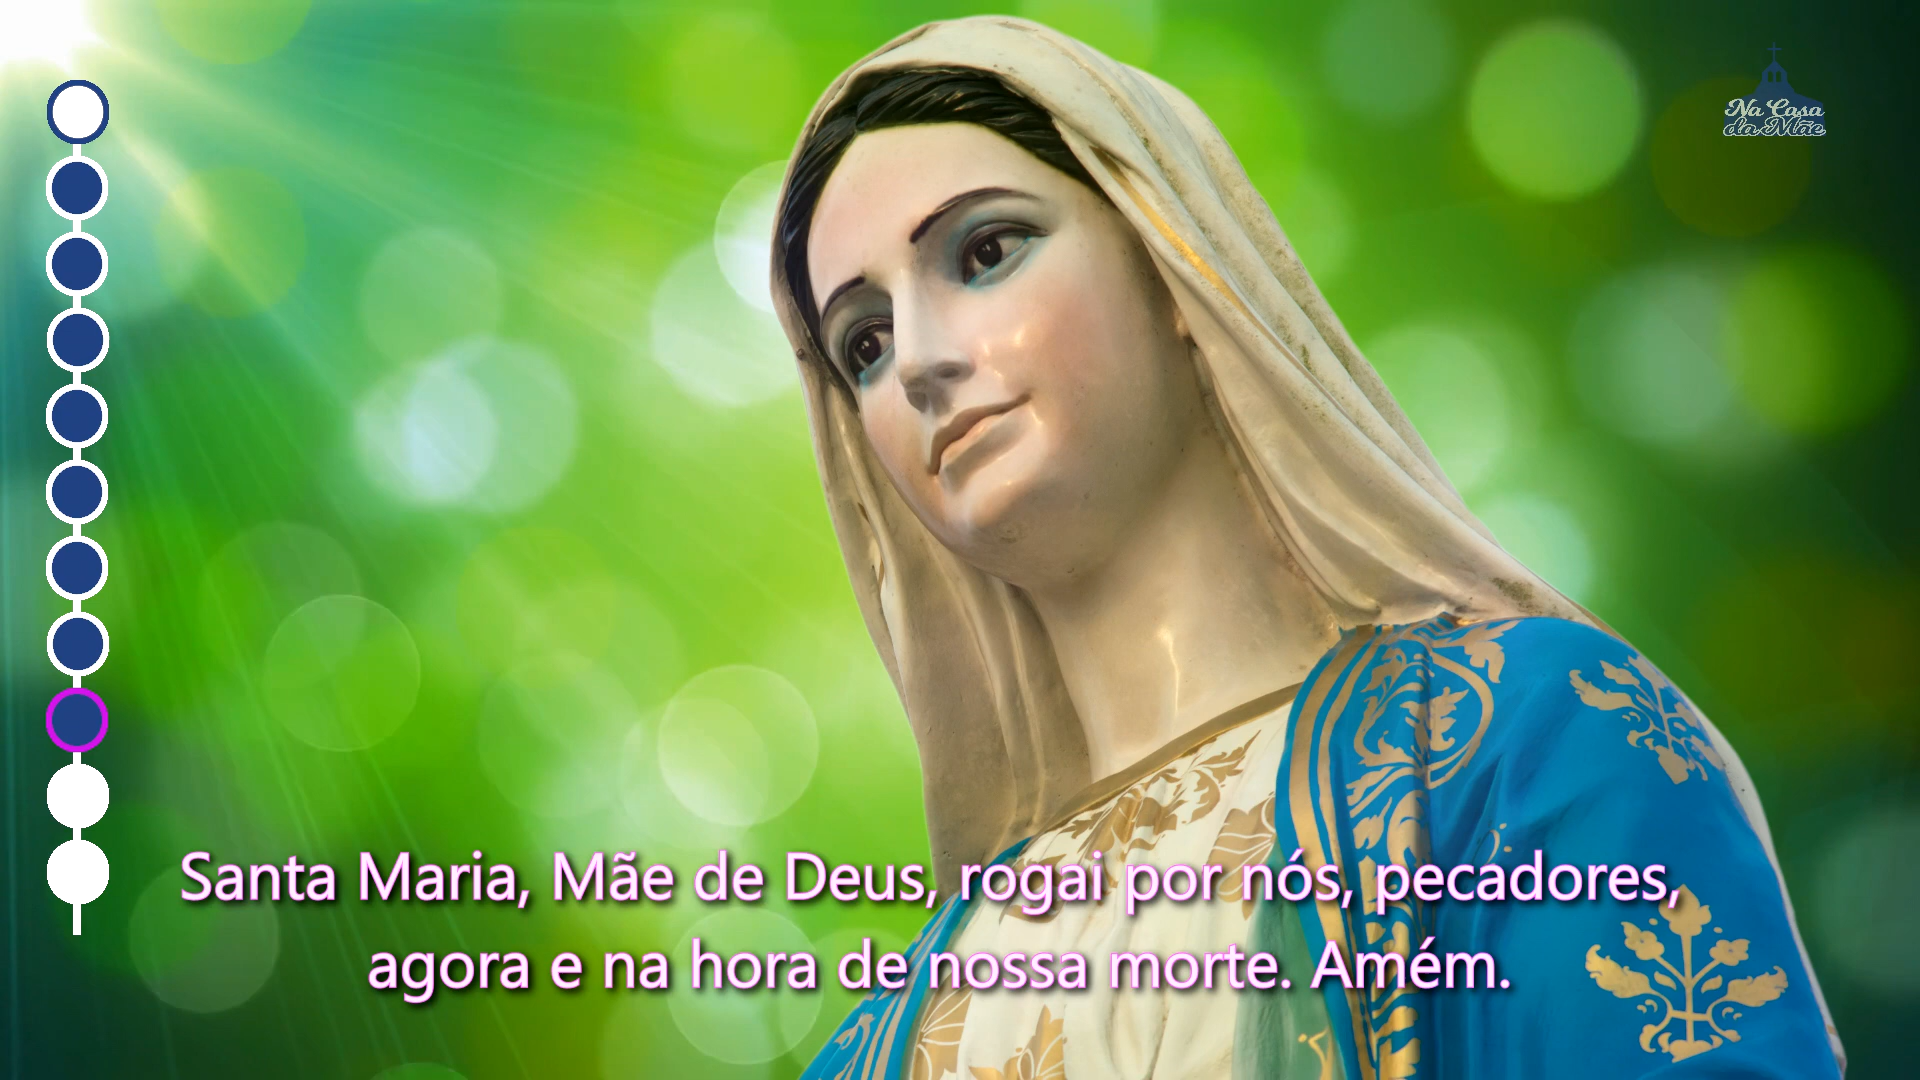 Na Casa
da Mãe
Santa Maria, Mãe de Deus, rogai por nós, pecadores,
agora e na hora de nossa morte. Amém.